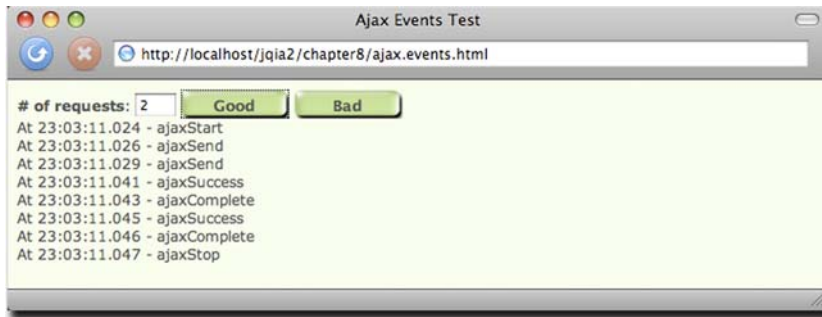 Ajax Events Test
http://localhost/jqia2/chapter8/ajax.events.html
# of requests: 2 Good Bad
At 23:03:11.024 - ajaxStart
At 23:03:11.026 - ajaxSend
At 23:03:11.029 - ajaxSend
At 23:03:11.041 - ajaxSuccess
At 23:03:11.043 - ajaxComplete
At 23:03:11.045 - ajaxSuccess
At 23:03:11.046 - ajaxComplete
At 23:03:11.047 - ajaxStop